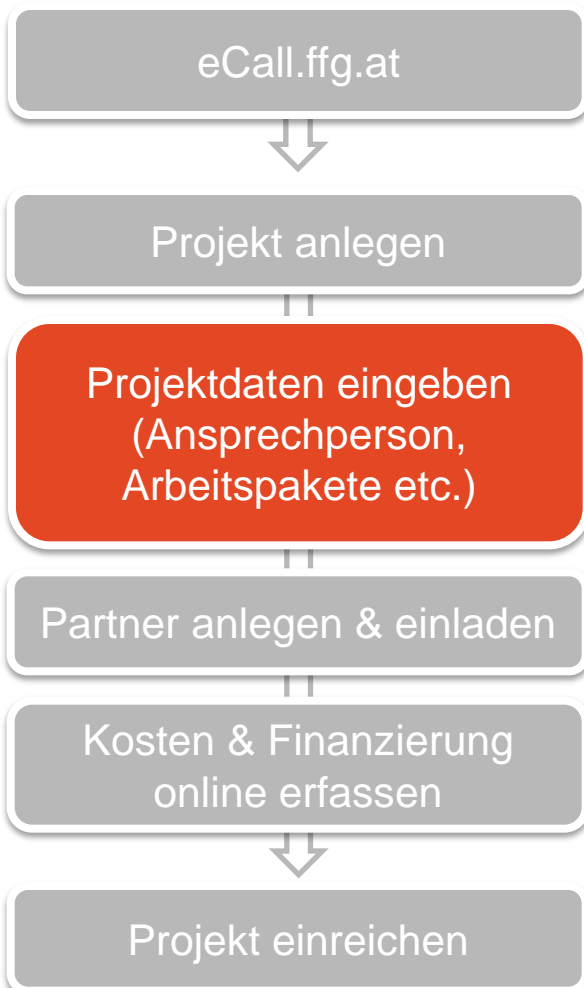 eCall.ffg.at
Projekt anlegen
Projektdaten eingeben
(Ansprechperson,
Arbeitspakete etc.)
Partner anlegen & einladen
Kosten & Finanzierung
online erfassen
Projekt einreichen